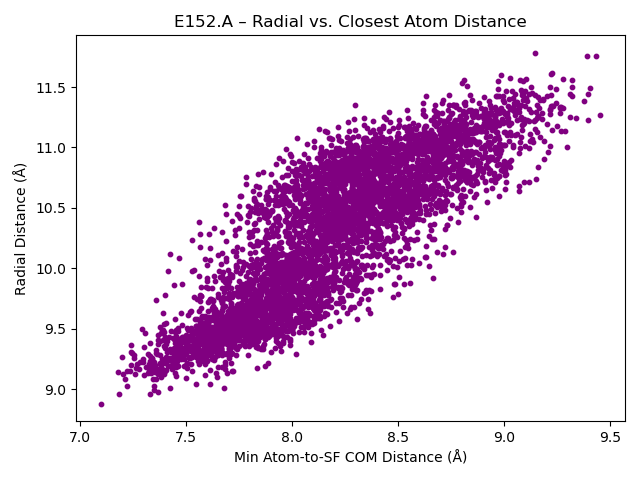 E152.A – Radial vs. Closest Atom Distance
Radial Distance (Å)
11.5
11.0
10.5
10.0
9.5
9.0
7.0 7.5 8.0 8.5 9.0 9.5
Min Atom-to-SF COM Distance (Å)